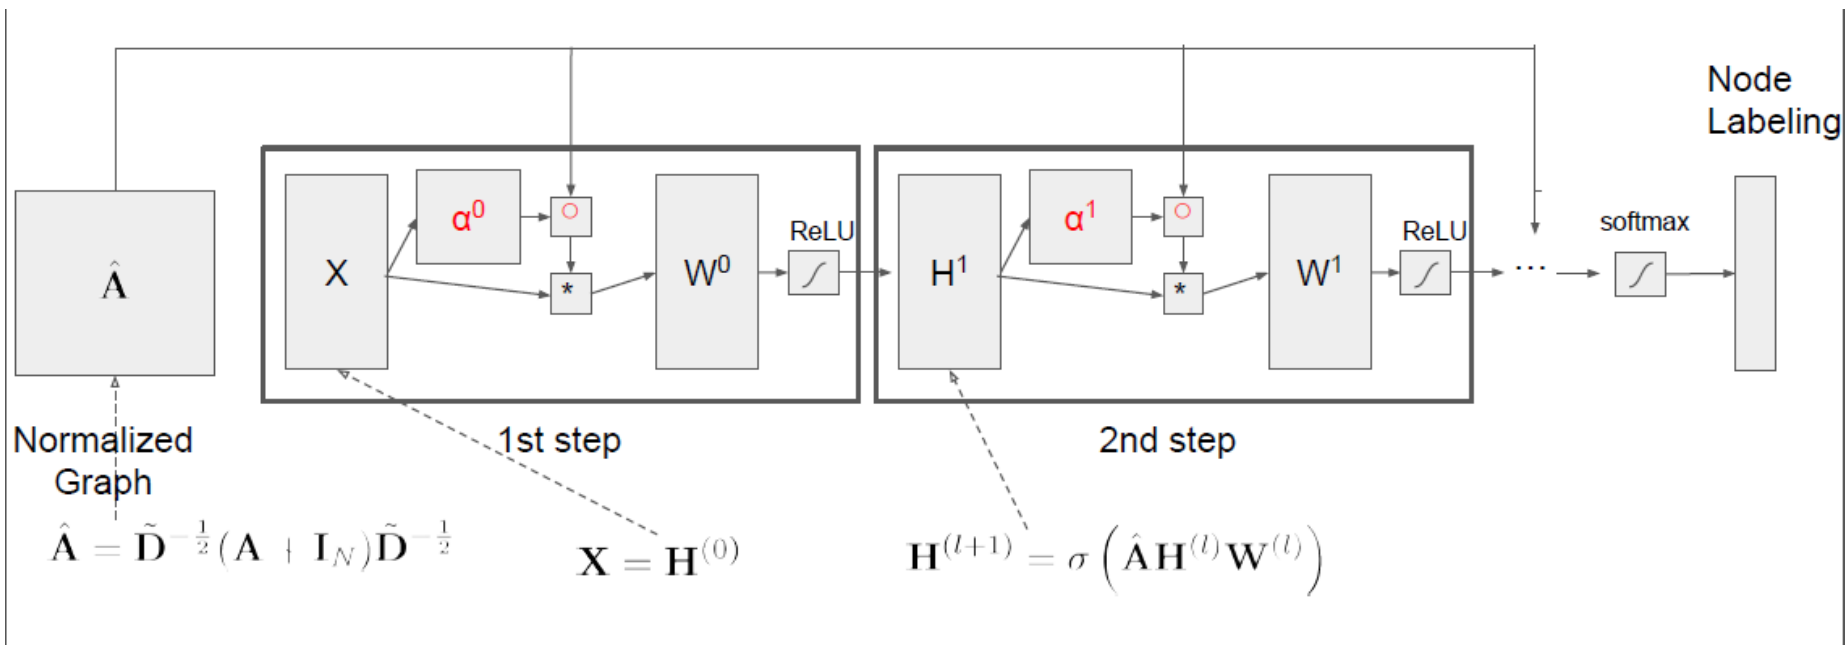 Node
Labeling
softmax
Â
X
α⁰
○
*
W⁰
ReLU
H¹
α¹
○
*
W¹
ReLU
...
Normalized
Graph
1st step
2nd step
Â = D̃^{-1/2}(A + I_N)D̃^{-1/2}
X = H^{(0)}
H^{(l+1)} = σ(ÂH^{(l)}W^{(l)})